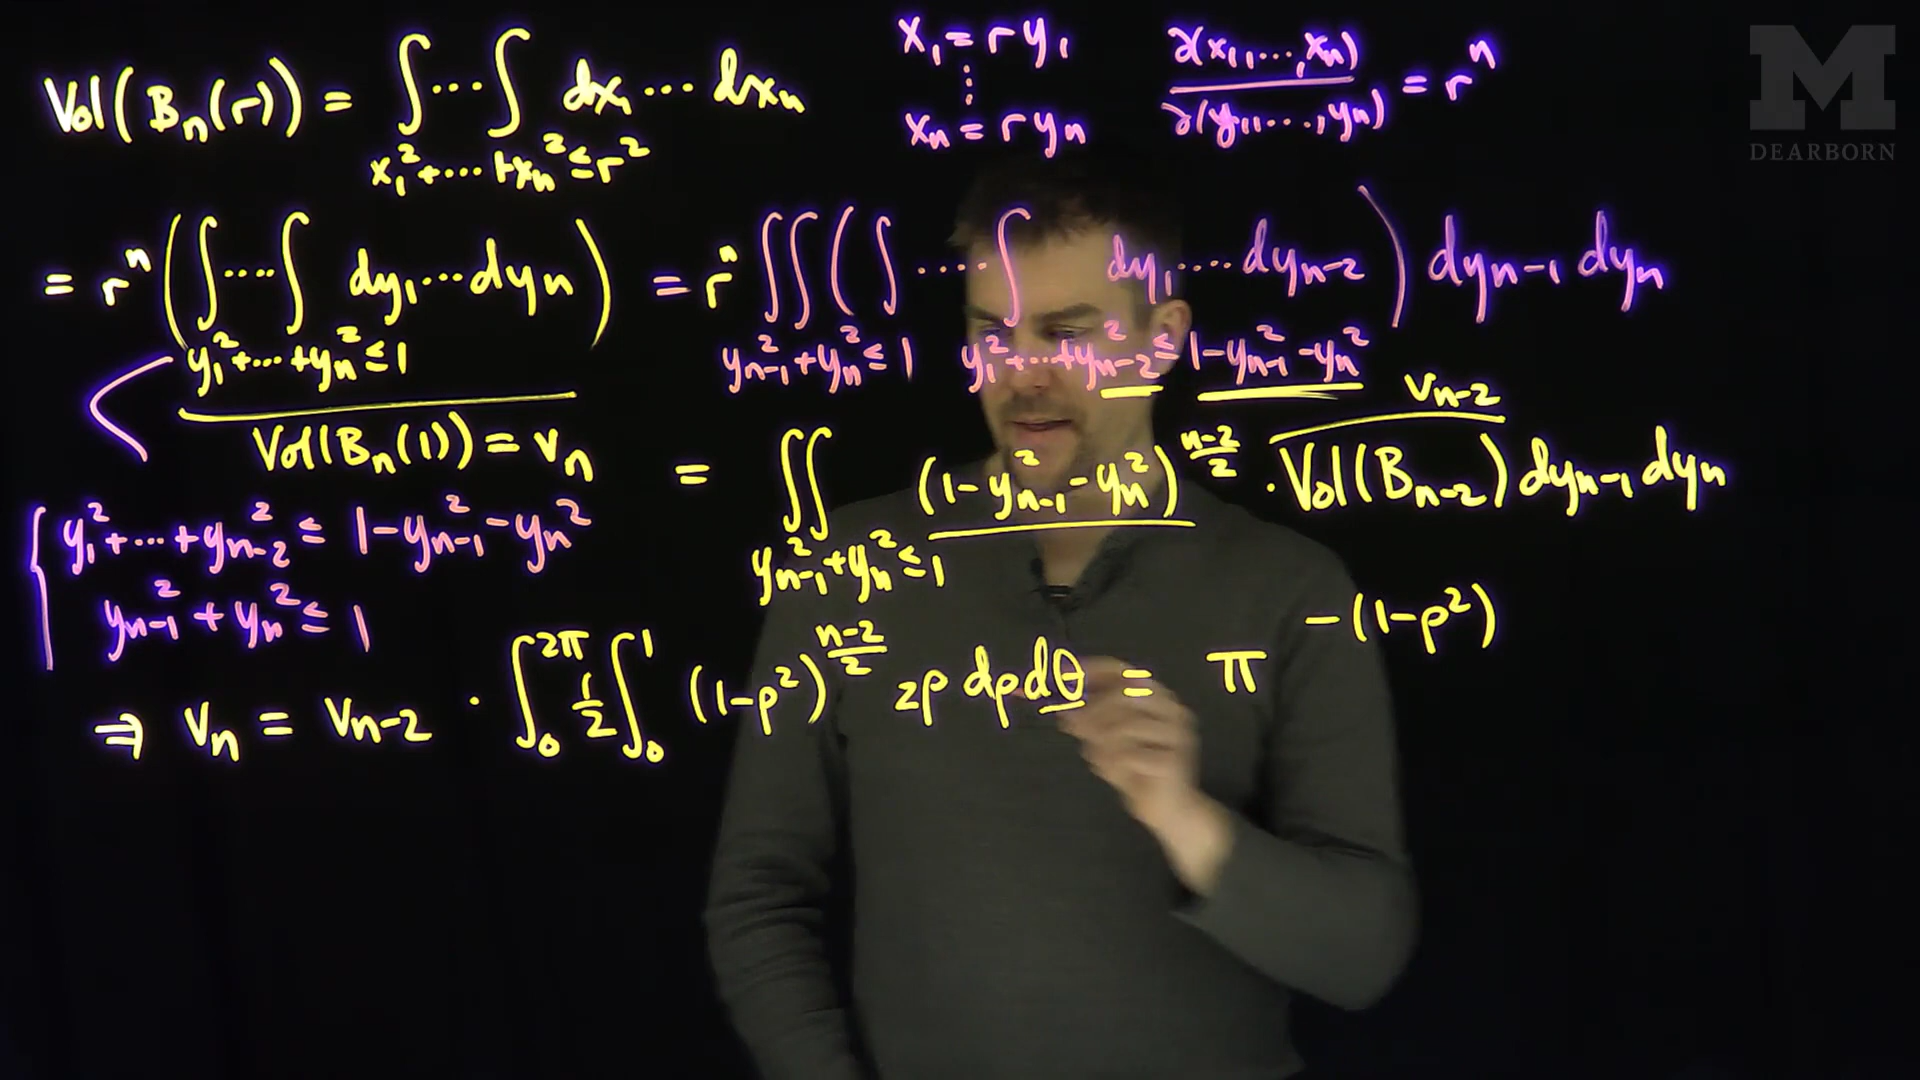 Vol(Bₙ(r)) = ∫⋯∫ dx₁⋯dxₙ
x₁²+⋯+xₙ² ≤ r²
x₁ = r y₁
⋮
xₙ = r yₙ
∂(x₁,⋯,xₙ)/∂(y₁,⋯,yₙ) = rⁿ
M
DEARBORN
= rⁿ(∫⋯∫ dy₁⋯dyₙ) = rⁿ ∬(∫⋯∫ dy₁⋯dyₙ₋₂) dyₙ₋₁ dyₙ
y₁²+⋯+yₙ² ≤ 1
yₙ₋₁²+yₙ² ≤ 1
y₁²+⋯+yₙ₋₂² ≤ 1−yₙ₋₁²−yₙ²
Vol(Bₙ(1)) = vₙ
vₙ₋₂
= ∬ (1−yₙ₋₁²−yₙ²)^((n−2)/2) · Vol(Bₙ₋₂) dyₙ₋₁ dyₙ
yₙ₋₁²+yₙ² ≤ 1
{ y₁²+⋯+yₙ₋₂² ≤ 1−yₙ₋₁²−yₙ²
yₙ₋₁²+yₙ² ≤ 1
⇒ vₙ = vₙ₋₂ · ∫₀^(2π) ½ ∫₀¹ (1−ρ²)^((n−2)/2) 2ρ dρ dθ = π −(1−ρ²)